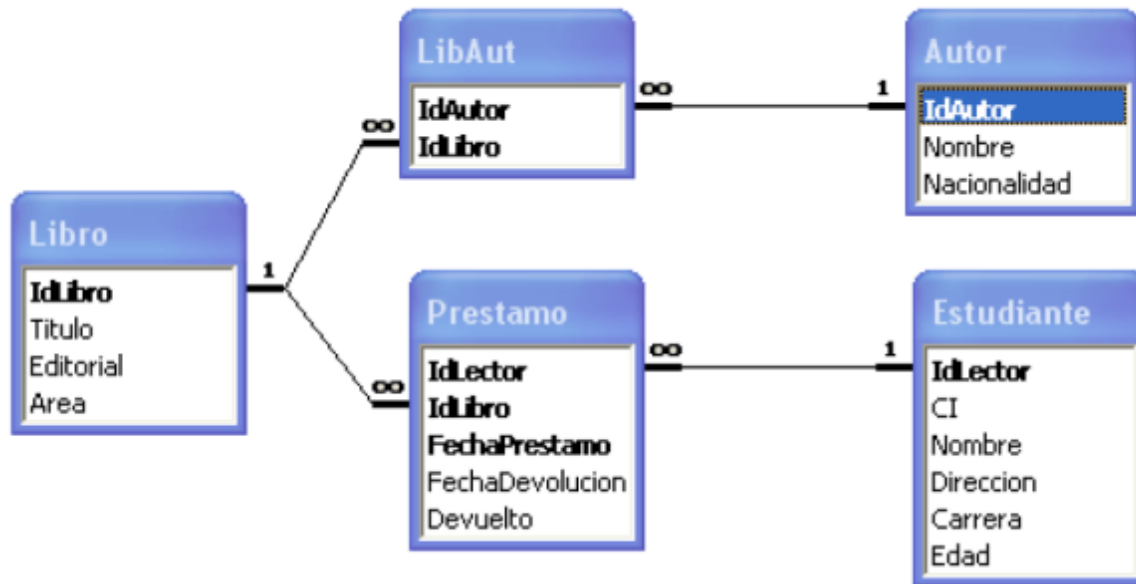 LibAut
IdAutor
IdLibro
∞
∞
1
Autor
IdAutor
Nombre
Nacionalidad
Libro
IdLibro
Titulo
Editorial
Area
1
Prestamo
IdLector
IdLibro
FechaPrestamo
FechaDevolucion
Devuelto
∞
∞
1
Estudiante
IdLector
CI
Nombre
Direccion
Carrera
Edad